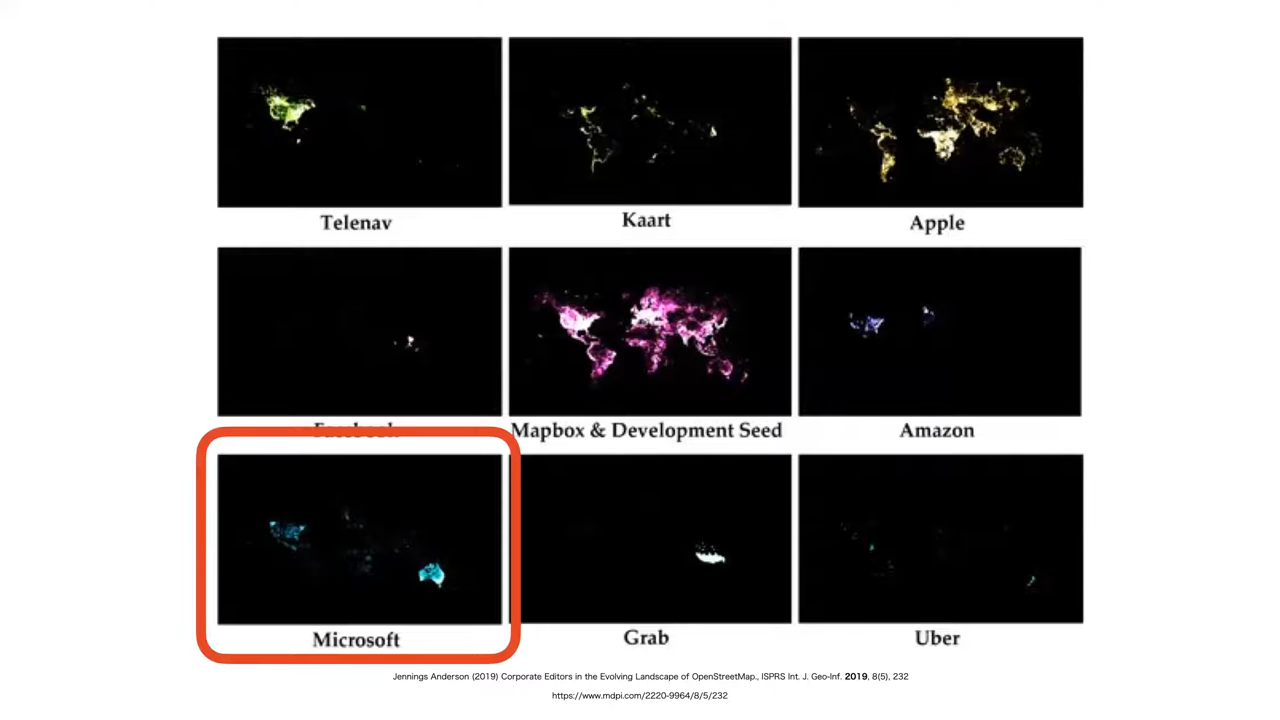 Telenav
Kaart
Apple
Facebook
Mapbox & Development Seed
Amazon
Microsoft
Grab
Uber
Jennings Anderson (2019) Corporate Editors in the Evolving Landscape of OpenStreetMap., ISPRS Int. J. Geo-Inf. 2019, 8(5), 232
https://www.mdpi.com/2220-9964/8/5/232